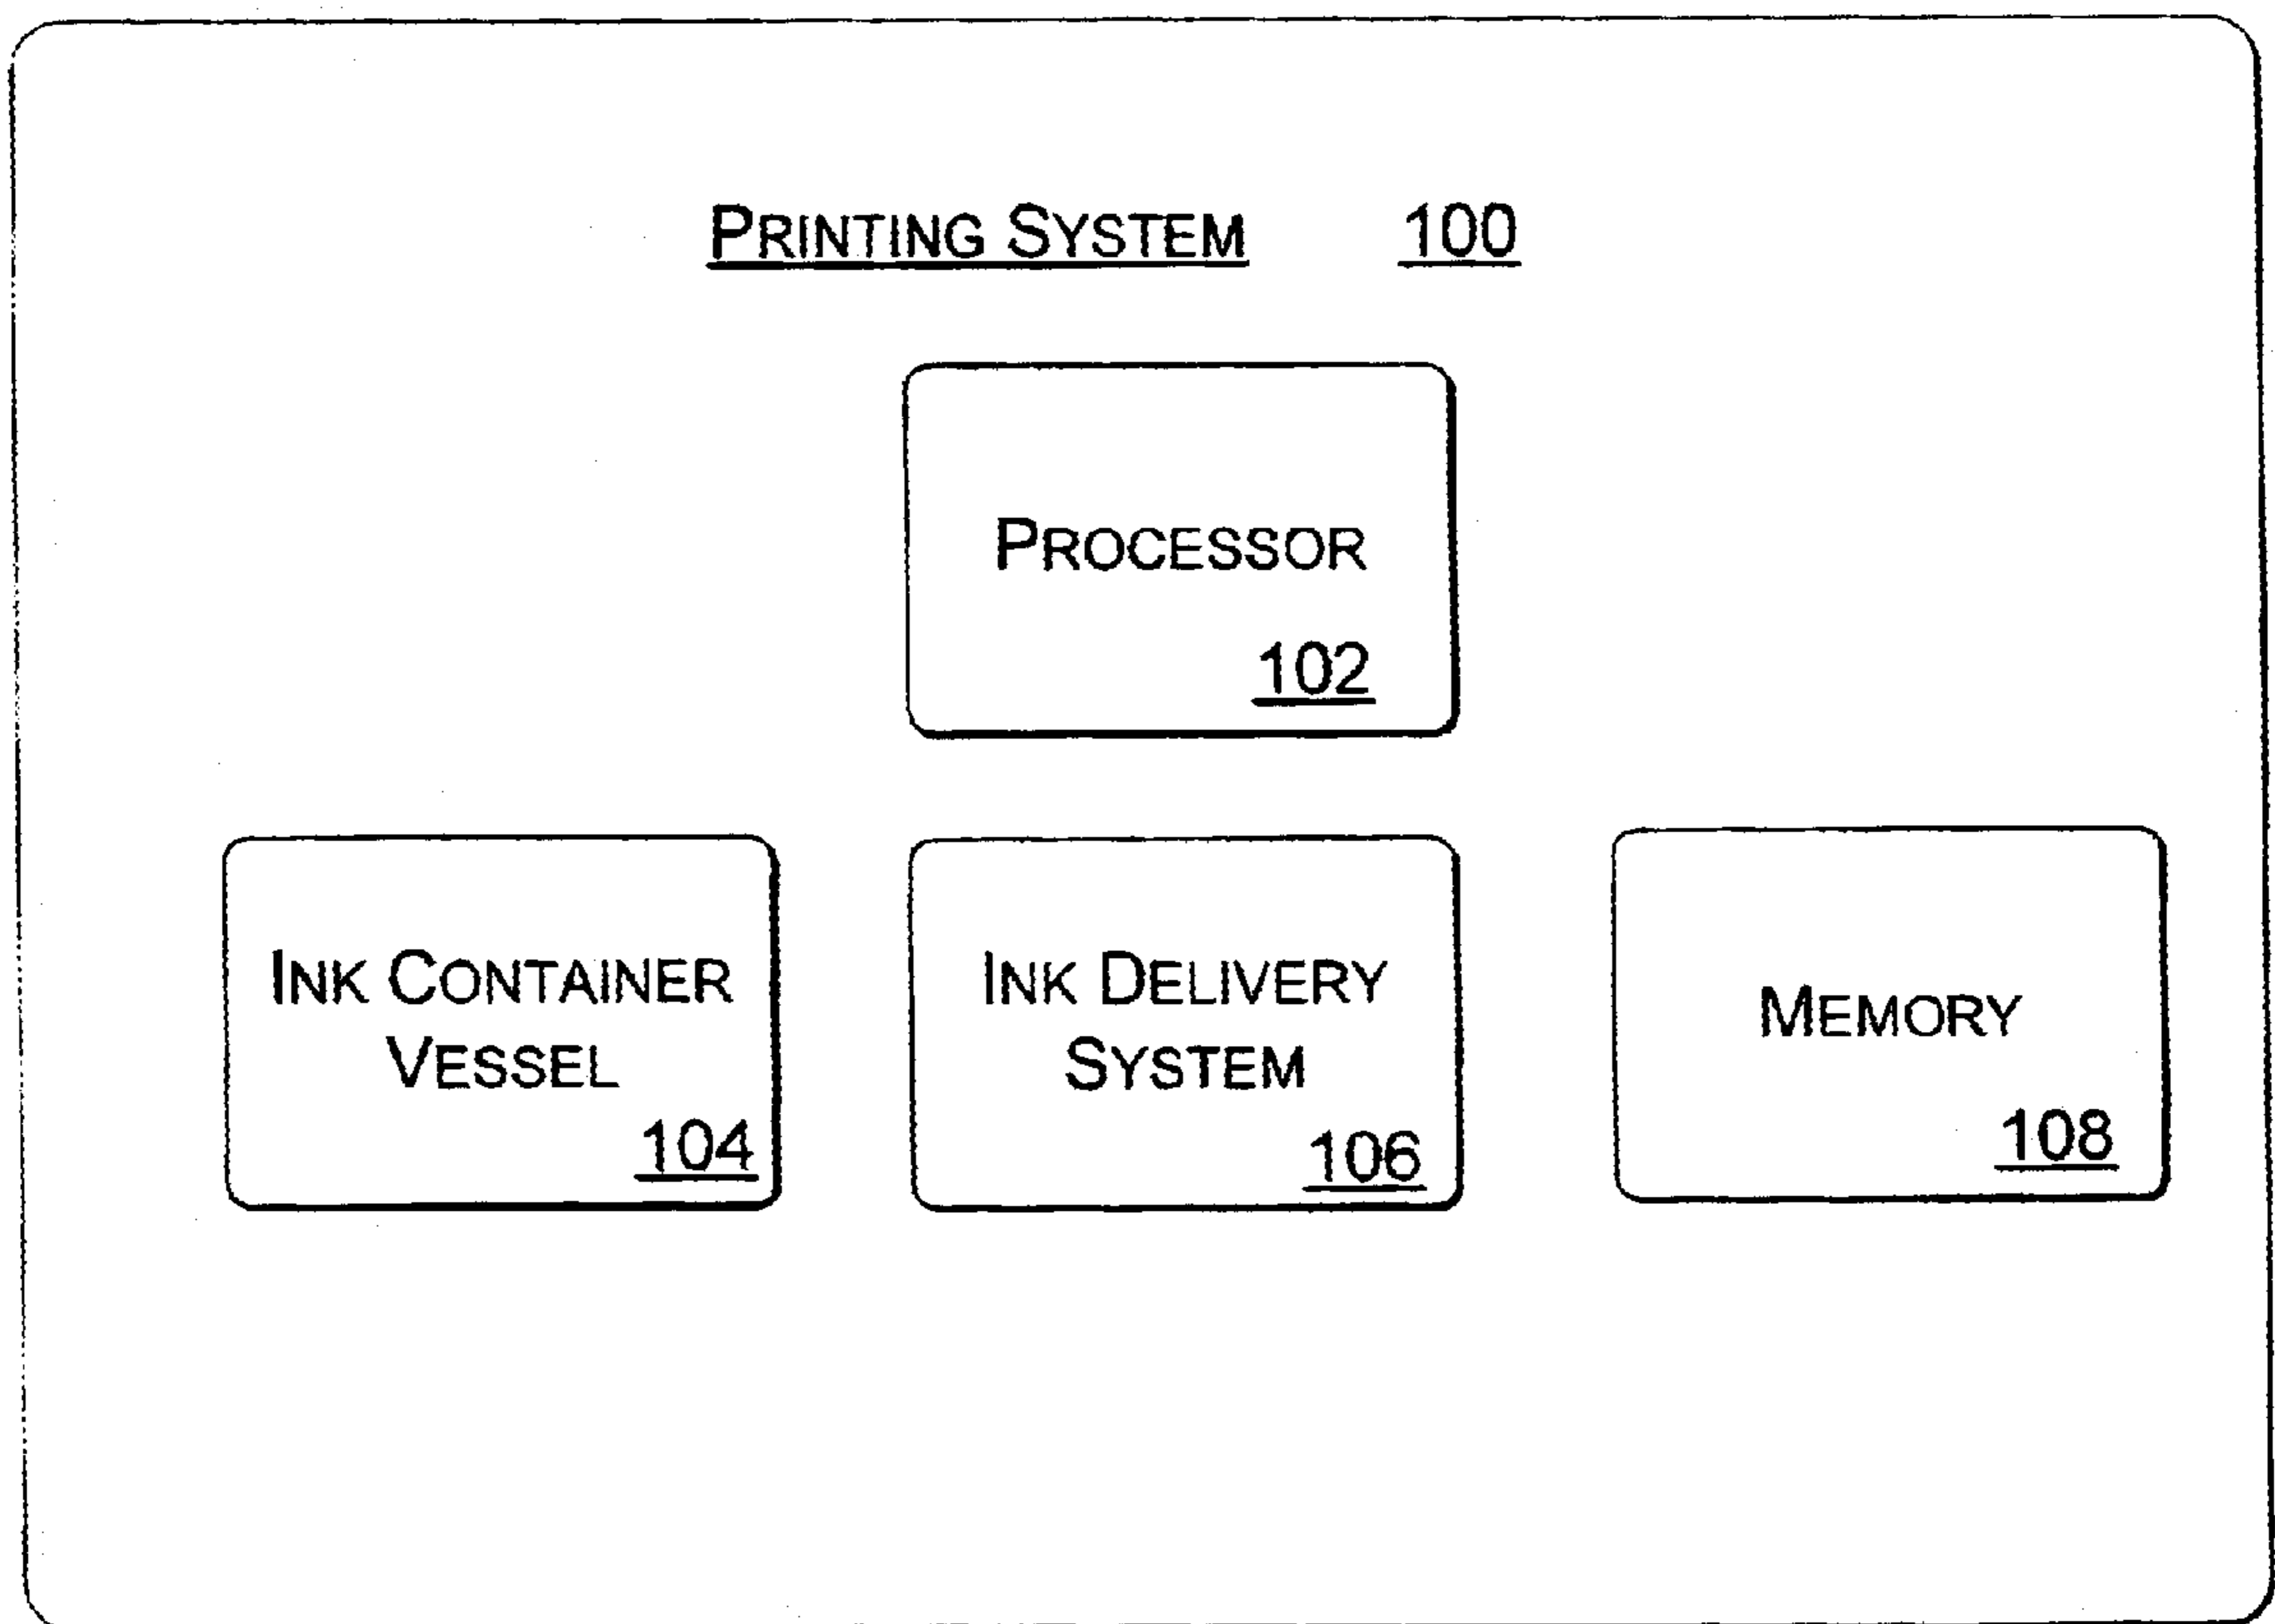 PRINTING SYSTEM 100
PROCESSOR
102
INK CONTAINER
VESSEL
104
INK DELIVERY
SYSTEM
106
MEMORY
108